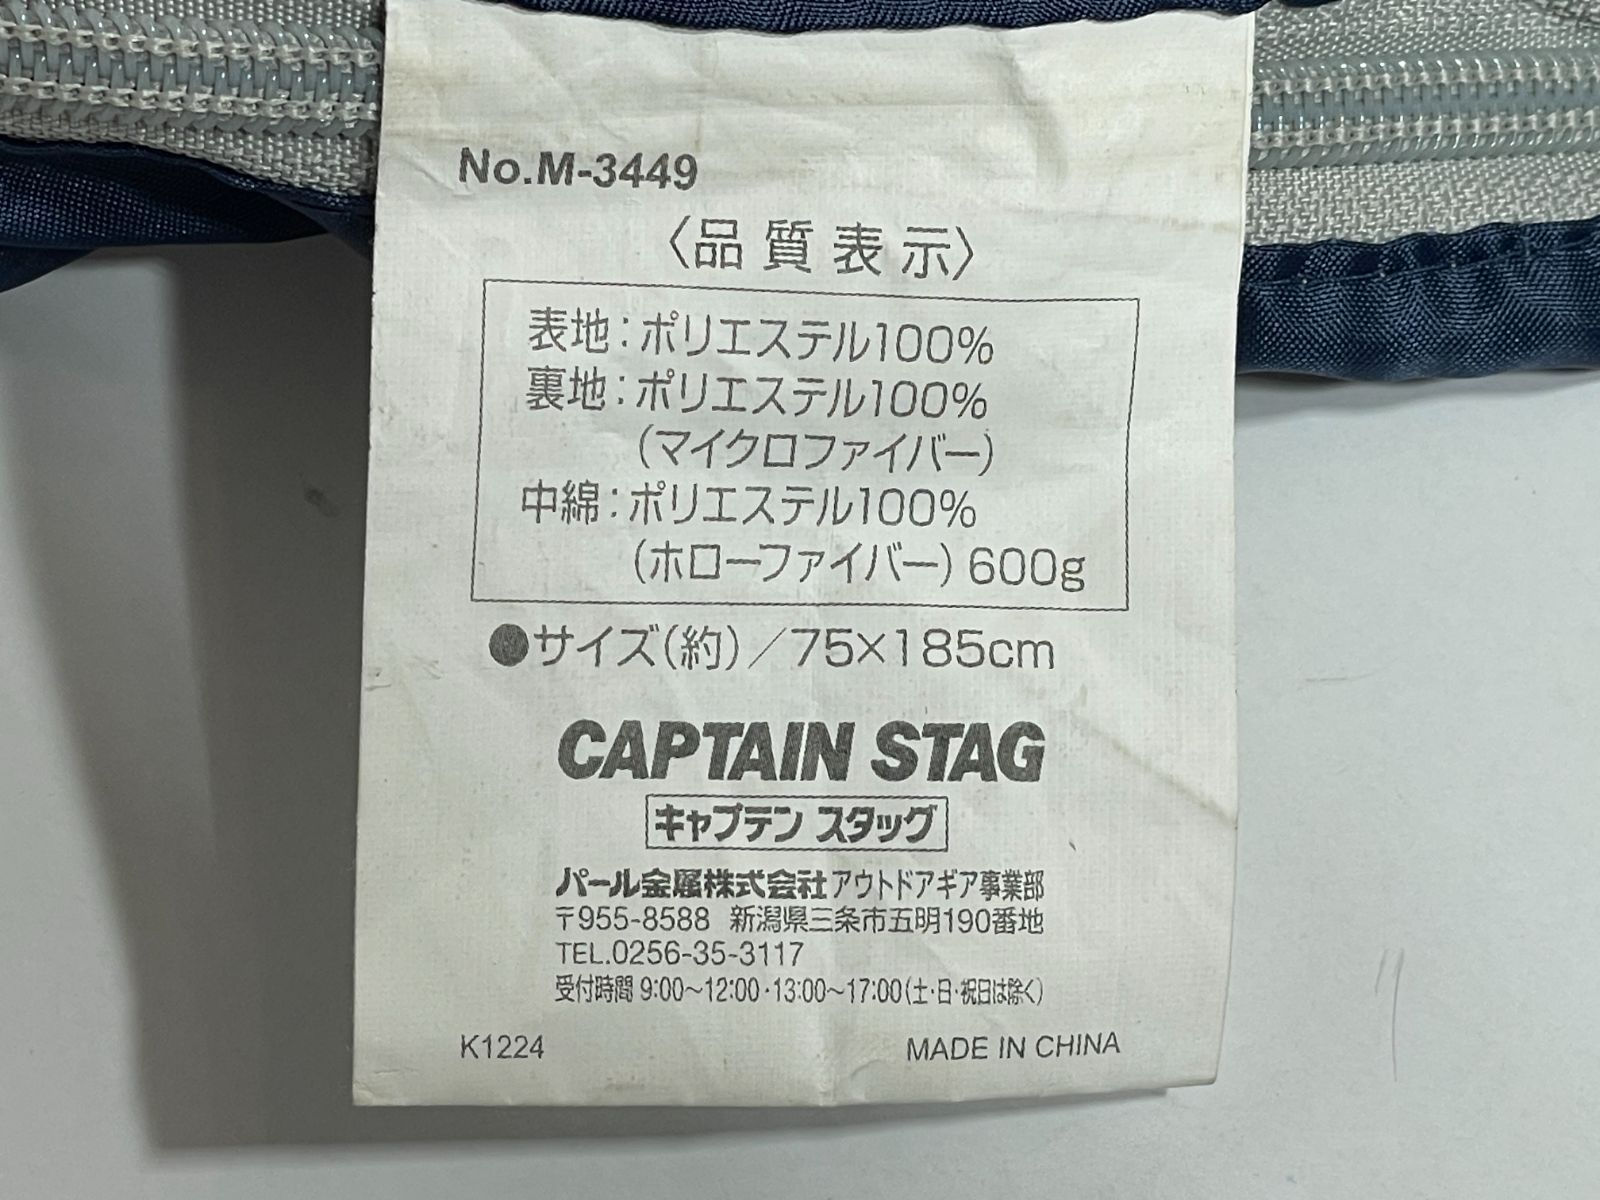 No.M-3449
〈品質表示〉
表地：ポリエステル100%
裏地：ポリエステル100%
(マイクロファイバー)
中綿：ポリエステル100%
(ホローファイバー) 600g
●サイズ(約)／75×185cm
CAPTAIN STAG
キャプテン スタッグ
パール金属株式会社アウトドアギア事業部
〒955-8588 新潟県三条市五明190番地
TEL.0256-35-3117
受付時間 9:00～12:00・13:00～17:00(土・日・祝日は除く)
K1224 MADE IN CHINA